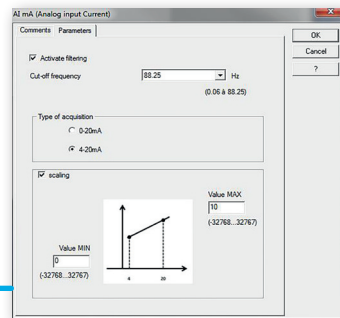 AI mA (Analog input Current)
Comments Parameters
OK
Cancel
?
Activate filtering
Cut-off frequency 88.25 Hz
(0.06 à 88.25)
Type of acquisition
0-20mA
4-20mA
scaling
Value MAX
10
(-32768...32767)
Value MIN
0
(-32768...32767)
4 20